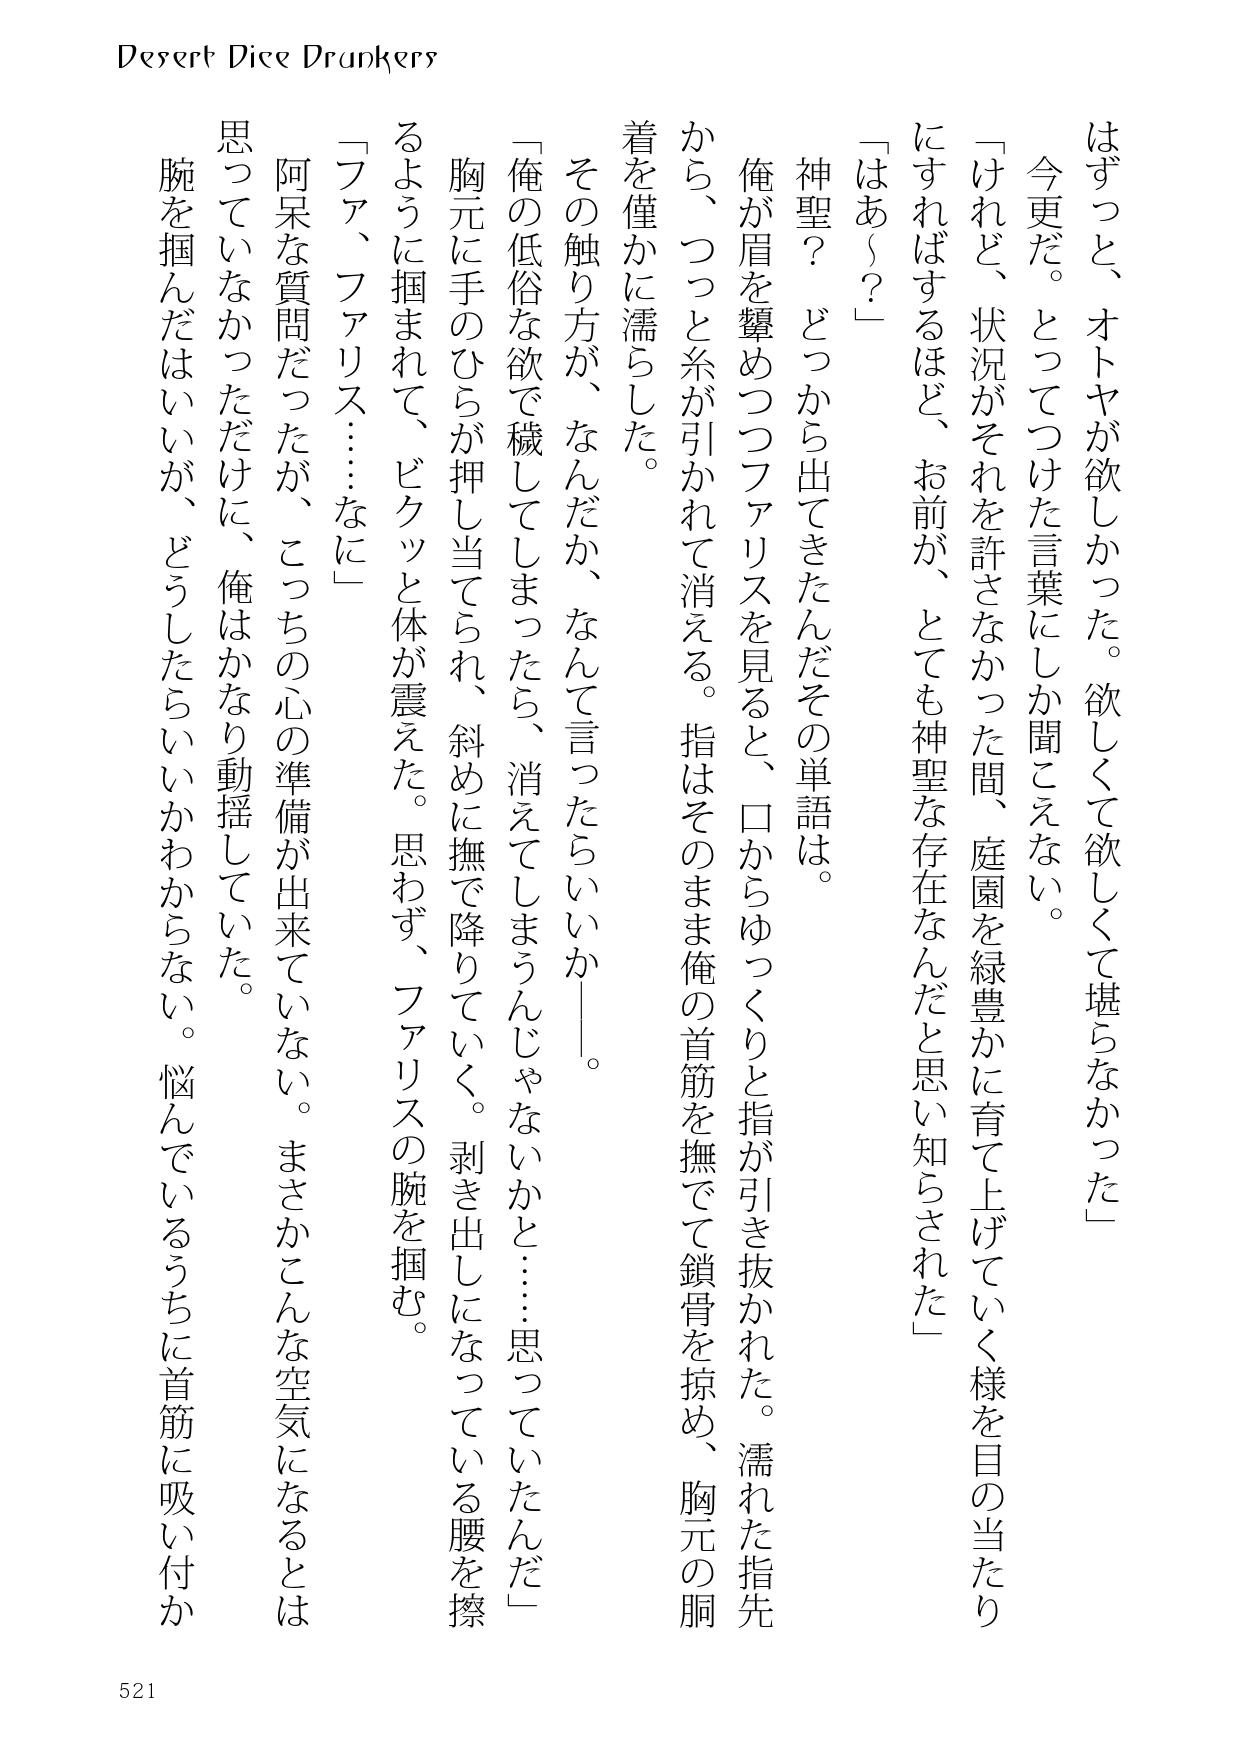 Desert Dice Drunkers
はずっと、オトヤが欲しかった。欲しくて欲しくて堪らなかった」
　今更だ。とってつけた言葉にしか聞こえない。
「けれど、状況がそれを許さなかった間、庭園を緑豊かに育て上げていく様を目の当たり
にすればするほど、お前が、とても神聖な存在なんだと思い知らされた」
「はあ～？」
　神聖？　どっから出てきたんだその単語は。
　俺が眉を顰めつつファリスを見ると、口からゆっくりと指が引き抜かれた。濡れた指先
から、つっと糸が引かれて消える。指はそのまま俺の首筋を撫でて鎖骨を掠め、胸元の胴
着を僅かに濡らした。
　その触り方が、なんだか、なんて言ったらいいか――。
「俺の低俗な欲で穢してしまったら、消えてしまうんじゃないかと……思っていたんだ」
　胸元に手のひらが押し当てられ、斜めに撫で降りていく。剥き出しになっている腰を擦
るように掴まれて、ビクッと体が震えた。思わず、ファリスの腕を掴む。
「ファ、ファリス……なに」
　阿呆な質問だったが、こっちの心の準備が出来ていない。まさかこんな空気になるとは
思っていなかっただけに、俺はかなり動揺していた。
　腕を掴んだはいいが、どうしたらいいかわからない。悩んでいるうちに首筋に吸い付か
521